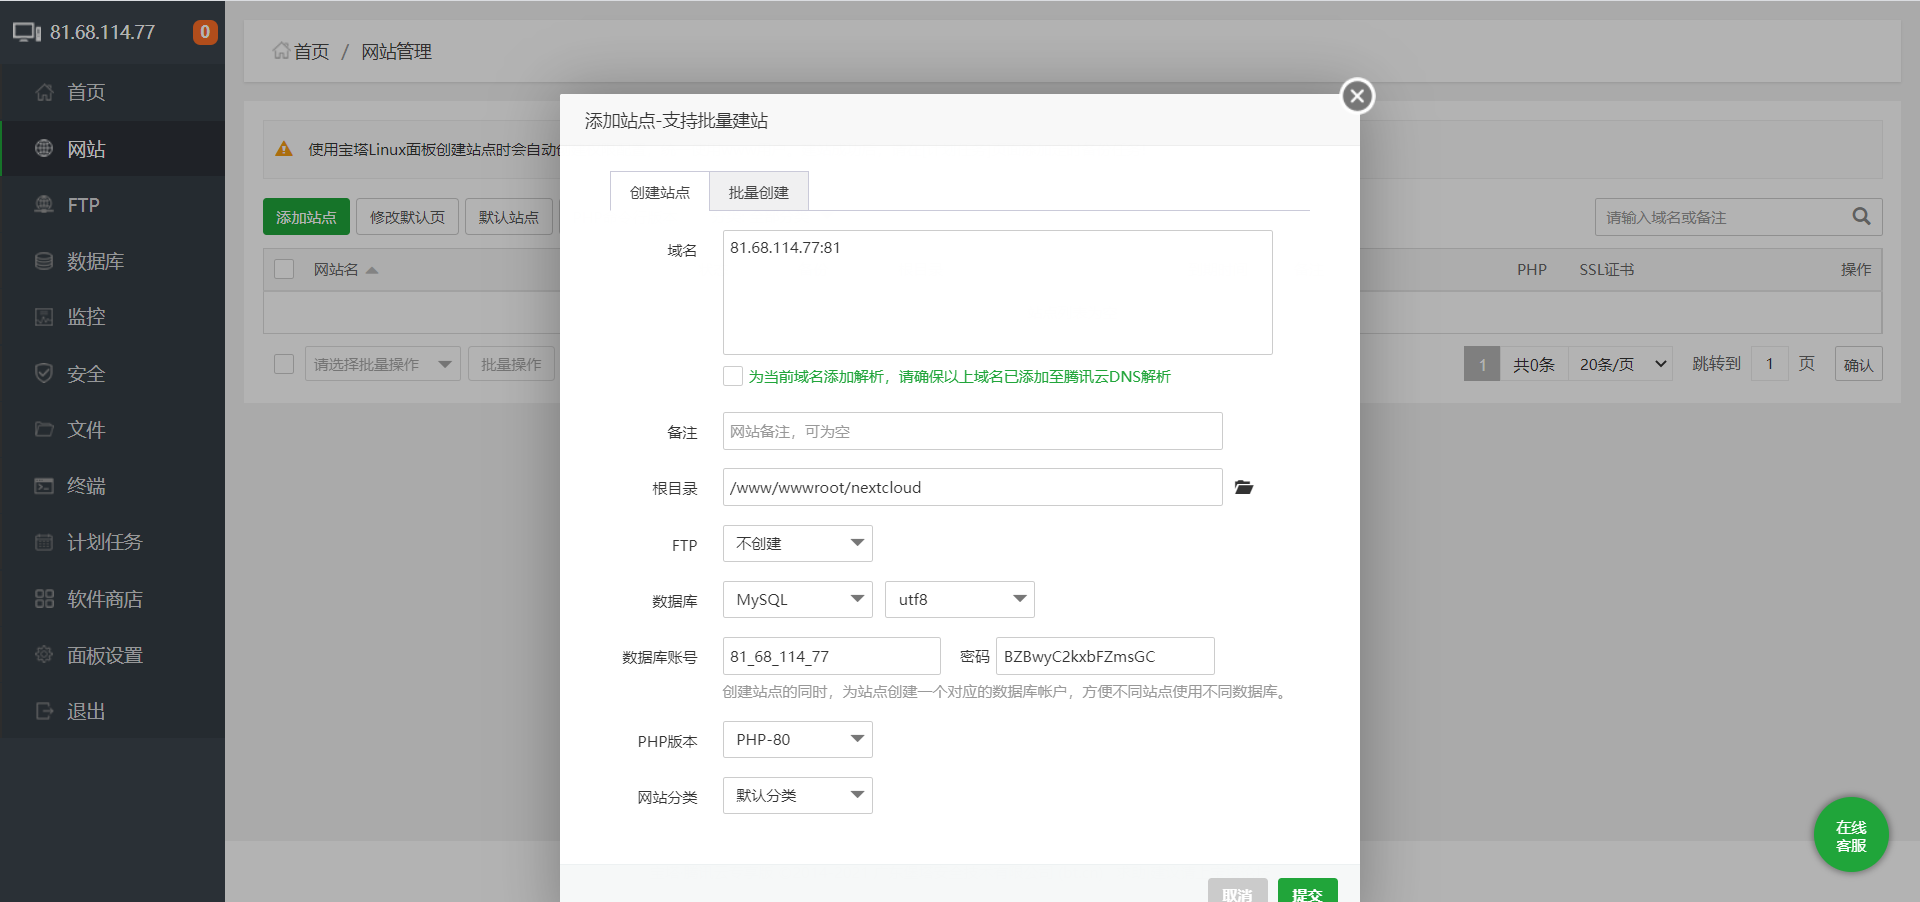 81.68.114.77
0
首页
网站
FTP
数据库
监控
安全
文件
终端
计划任务
软件商店
面板设置
退出
首页 / 网站管理
使用宝塔Linux面板创建站点时会自动
添加站点
修改默认页
默认站点
请输入域名或备注
网站名
PHP
SSL证书
操作
请选择批量操作
批量操作
1
共0条
20条/页
跳转到
1
页
确认
添加站点-支持批量建站
创建站点
批量创建
域名
81.68.114.77:81
为当前域名添加解析，请确保以上域名已添加至腾讯云DNS解析
备注
网站备注，可为空
根目录
/www/wwwroot/nextcloud
FTP
不创建
数据库
MySQL
utf8
数据库账号
81_68_114_77
密码
BZBwyC2kxbFZmsGC
创建站点的同时，为站点创建一个对应的数据库帐户，方便不同站点使用不同数据库。
PHP版本
PHP-80
网站分类
默认分类
取消
提交
在线
客服